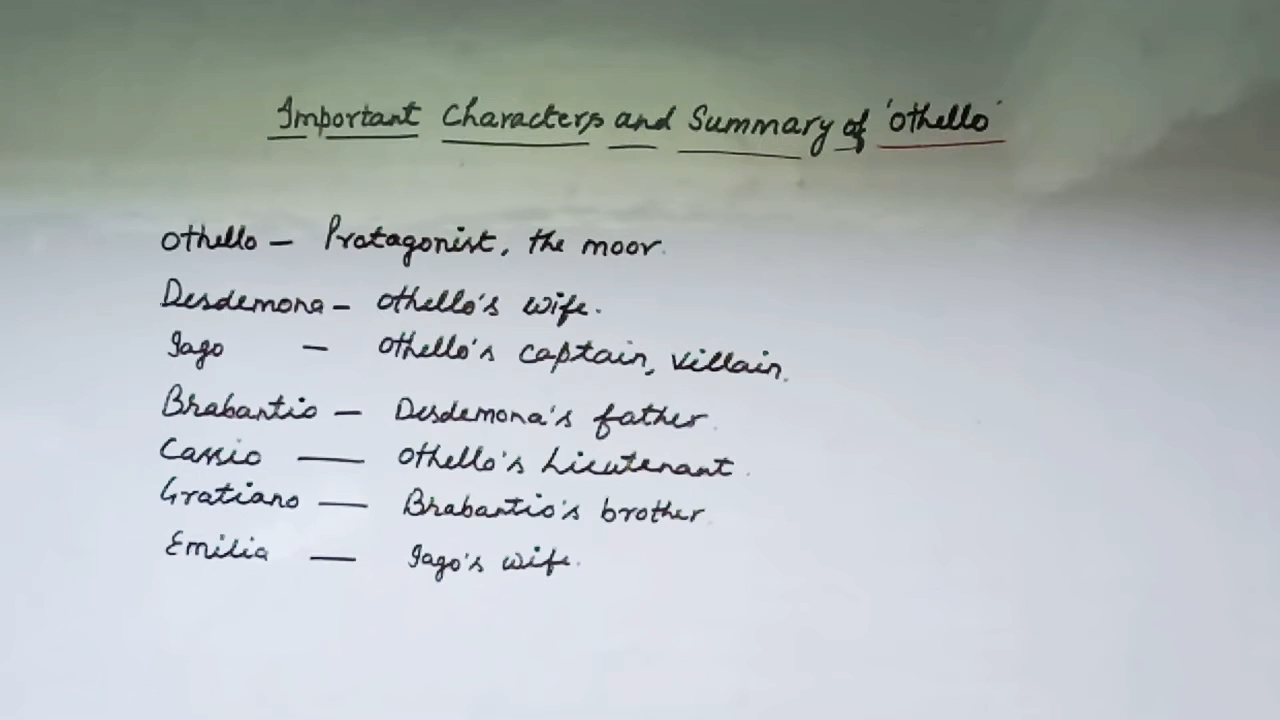 Important Characters and Summary of 'Othello'
Othello – Protagonist, the moor.
Desdemona – Othello's wife.
Iago – Othello's captain, villain.
Brabantio – Desdemona's father.
Cassio — Othello's Lieutenant.
Gratiano — Brabantio's brother.
Emilia — Iago's wife.